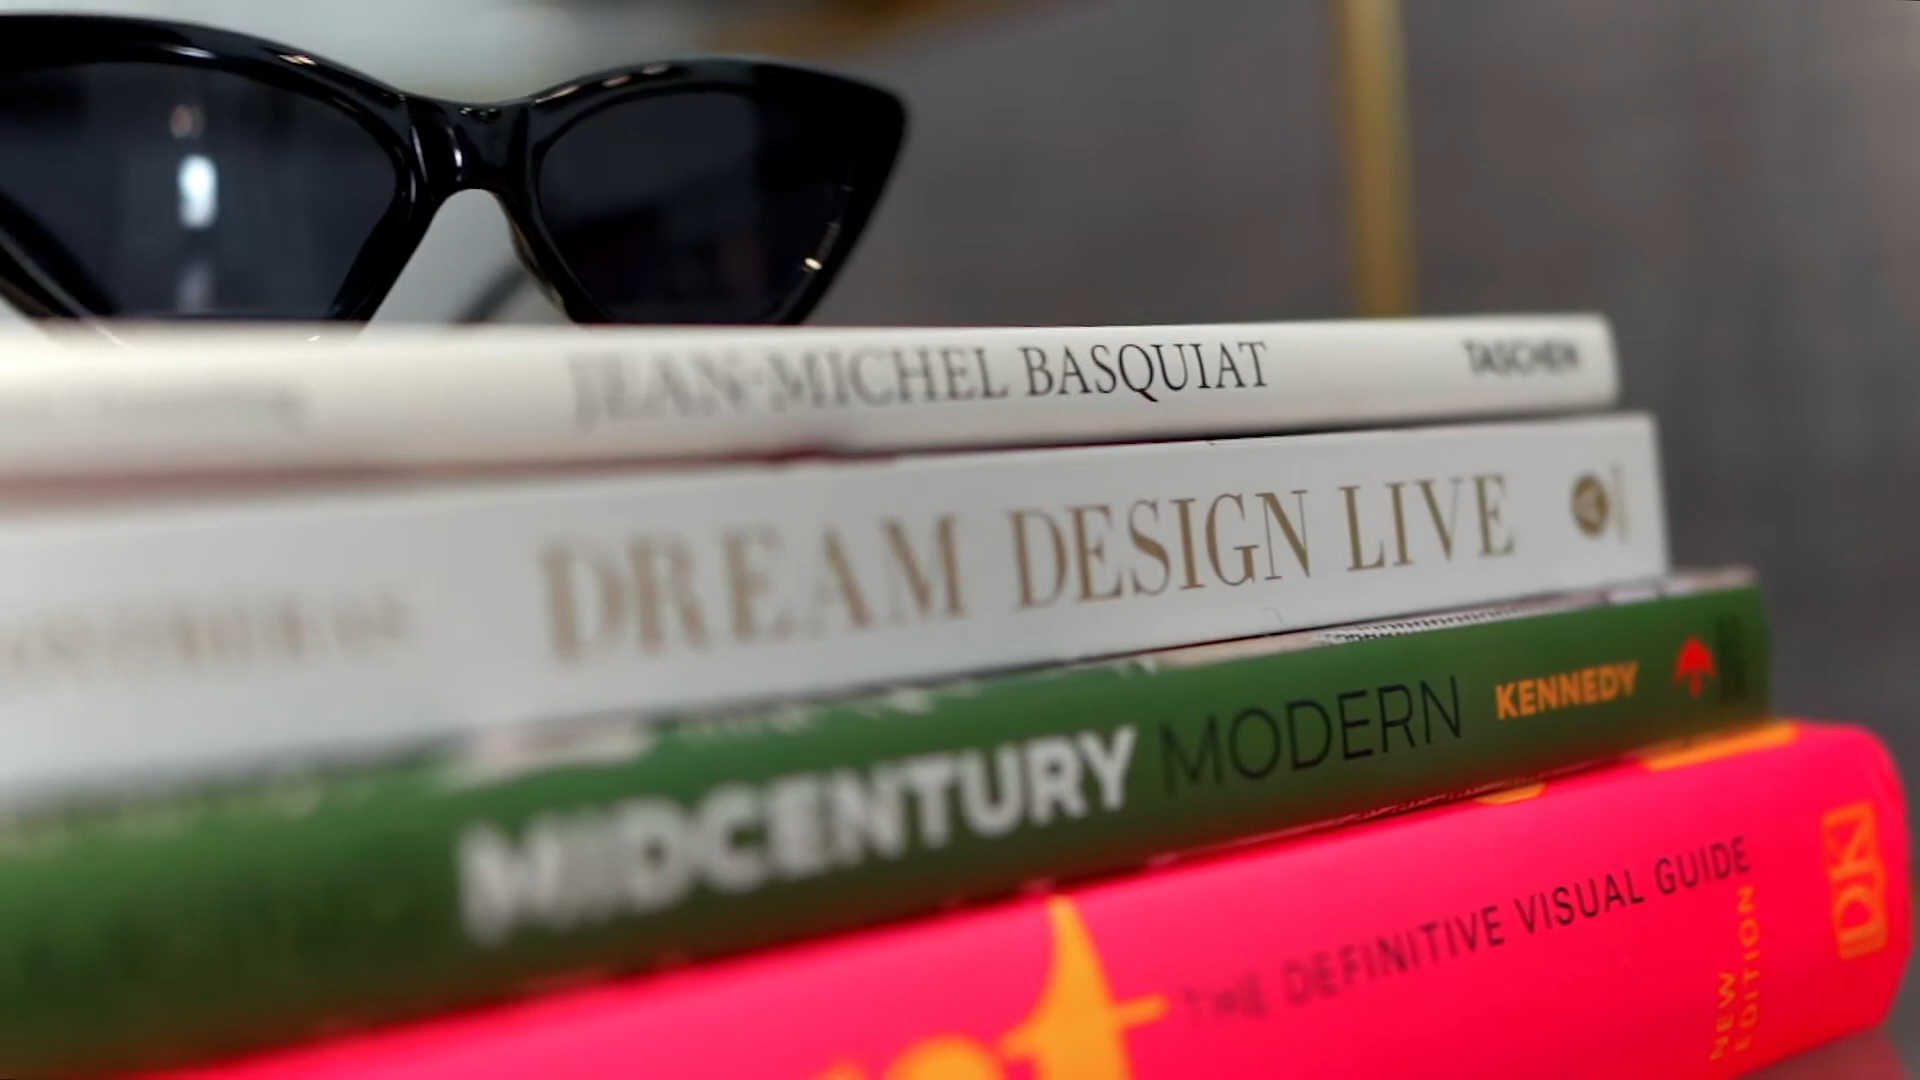 JEAN-MICHEL BASQUIAT TASCHEN
DREAM DESIGN LIVE
MIDCENTURY MODERN KENNEDY
THE DEFINITIVE VISUAL GUIDE
NEW
EDITION
DK